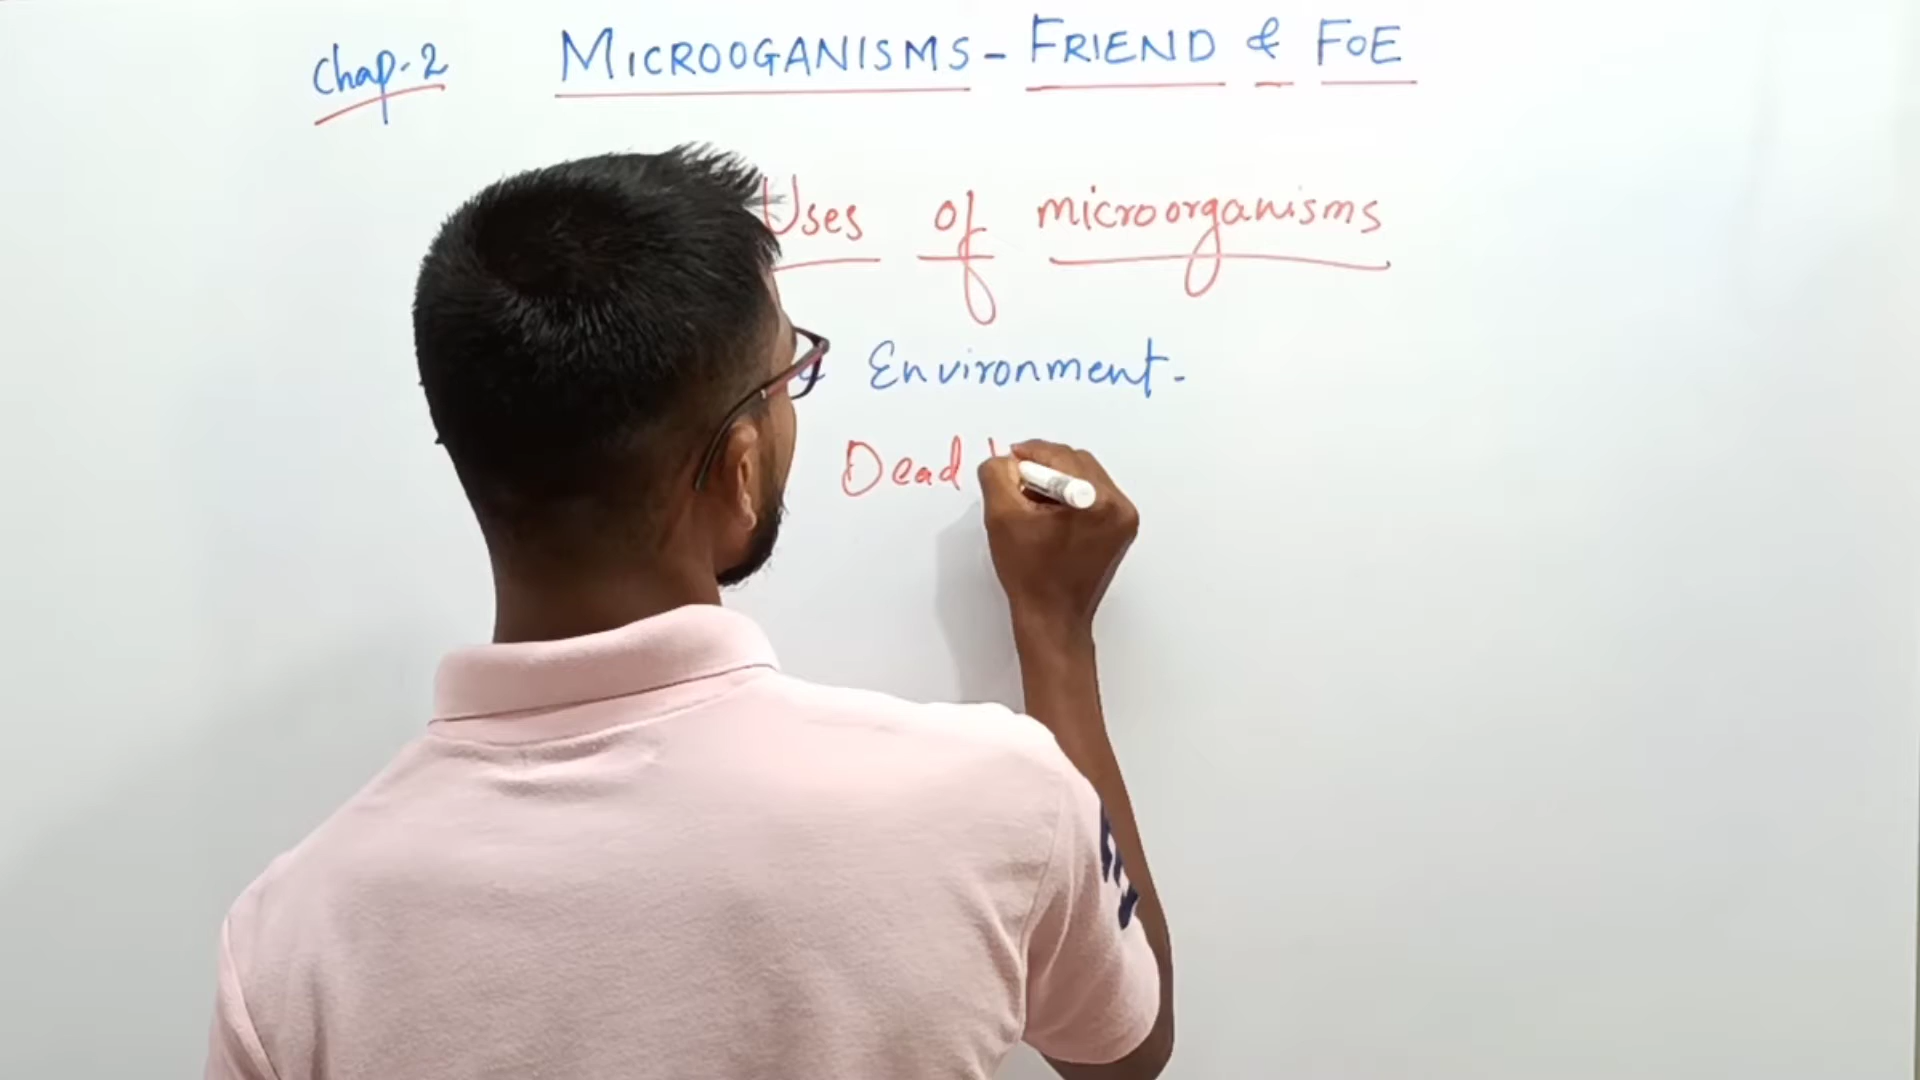 Chap-2 MICROOGANISMS - FRIEND & FOE
Uses of microorganisms
Environment -
Dead